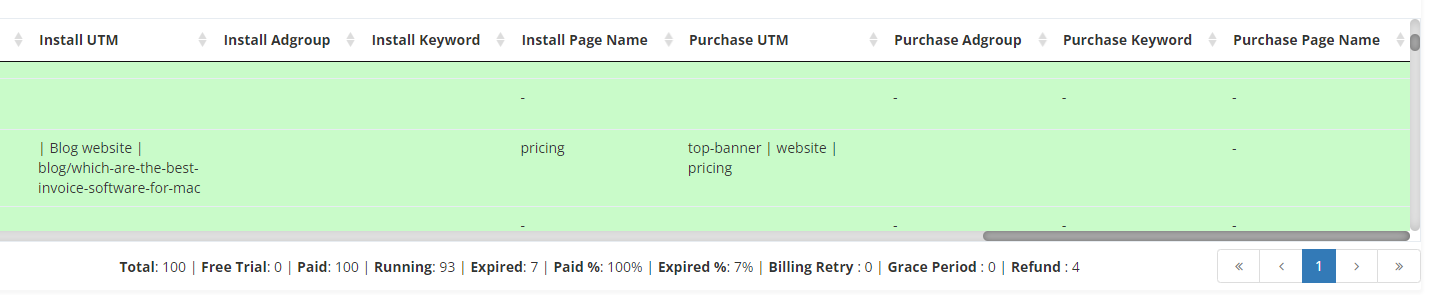 Install UTM Install Adgroup Install Keyword Install Page Name Purchase UTM Purchase Adgroup Purchase Keyword Purchase Page Name
- - - -
| Blog website | pricing top-banner | website | -
blog/which-are-the-best- pricing
invoice-software-for-mac
- - - -
Total: 100 | Free Trial: 0 | Paid: 100 | Running: 93 | Expired: 7 | Paid %: 100% | Expired %: 7% | Billing Retry : 0 | Grace Period : 0 | Refund : 4 « ‹ 1 › »